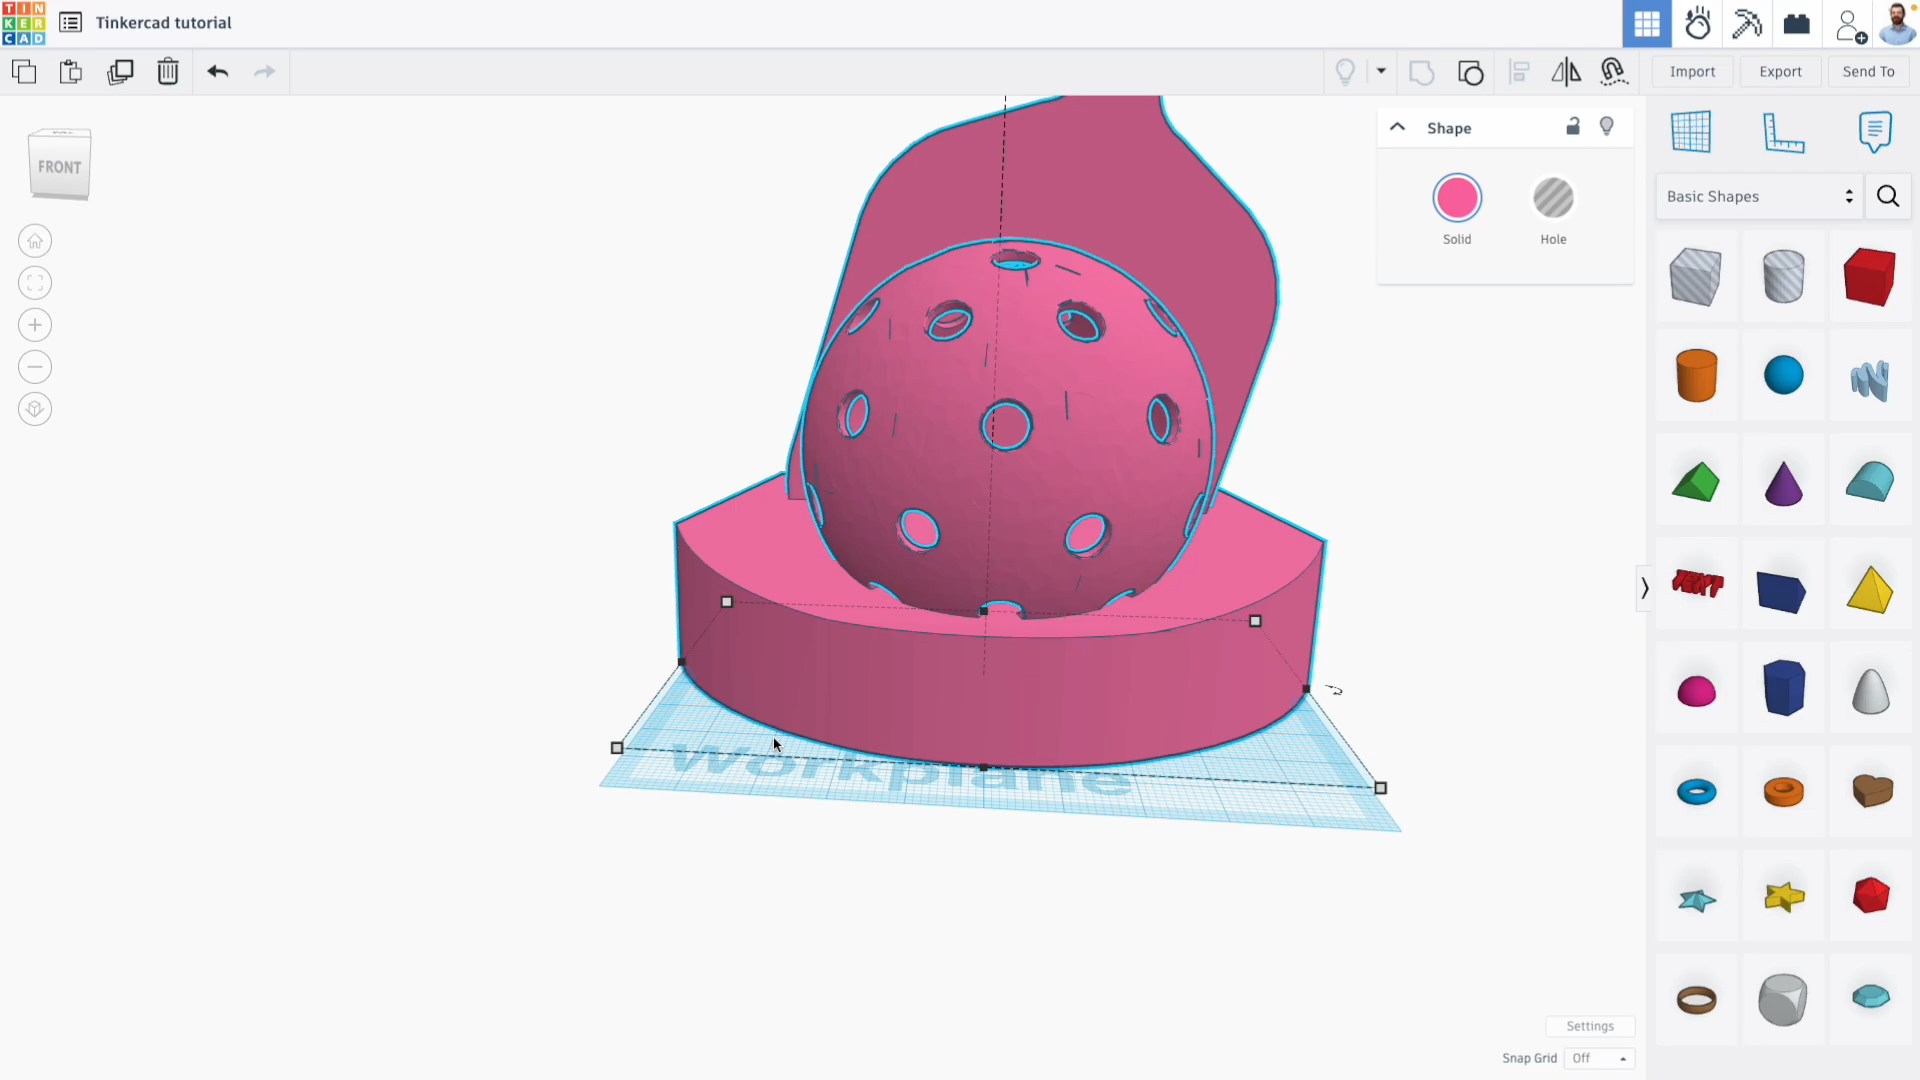 TIN
KER
CAD
Tinkercad tutorial
Import
Export
Send To
FRONT
Shape
Solid
Hole
Basic Shapes
TEXT
Workplane
Settings
Snap Grid
Off